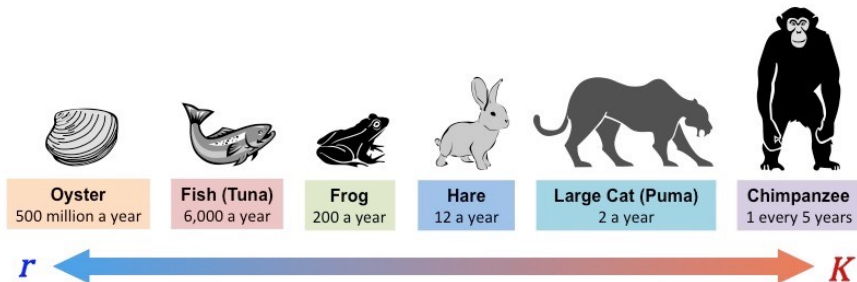 Oyster
500 million a year
Fish (Tuna)
6,000 a year
Frog
200 a year
Hare
12 a year
Large Cat (Puma)
2 a year
Chimpanzee
1 every 5 years
r
K